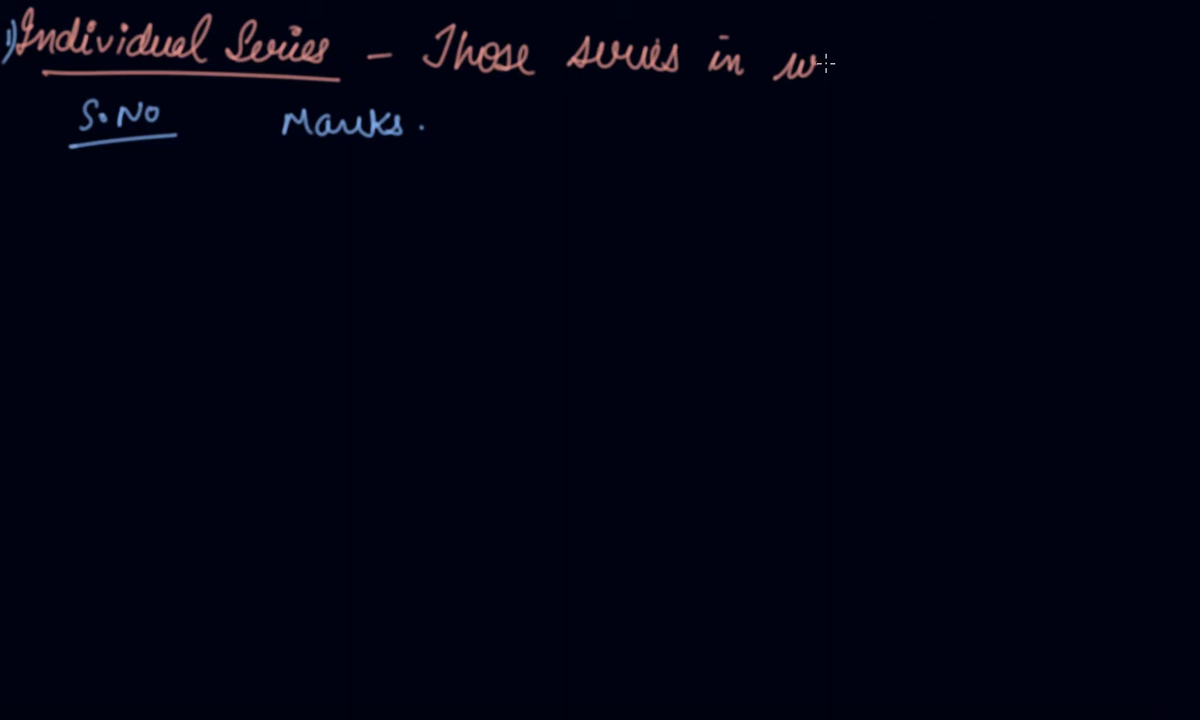 1) Individual Series - Those series in w
S.No Marks.